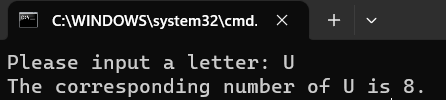 C:\WINDOWS\system32\cmd.
Please input a letter: U
The corresponding number of U is 8.